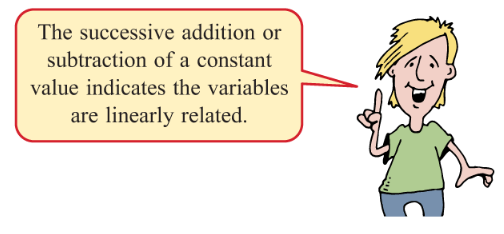 The successive addition or
subtraction of a constant
value indicates the variables
are linearly related.